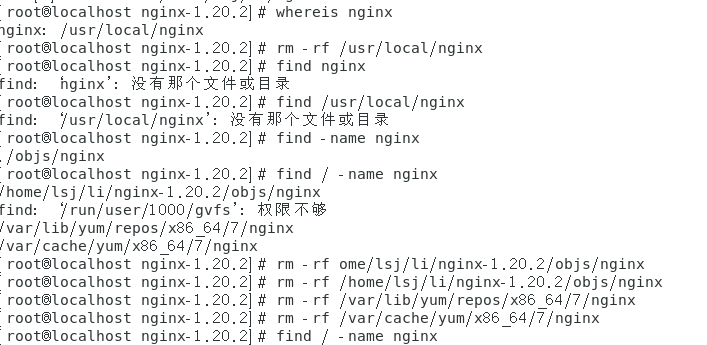 [ root@localhost nginx-1.20.2]# whereis nginx
nginx: /usr/local/nginx
[ root@localhost nginx-1.20.2]# rm -rf /usr/local/nginx
[ root@localhost nginx-1.20.2]# find nginx
find: ‘nginx’: 没有那个文件或目录
[ root@localhost nginx-1.20.2]# find /usr/local/nginx
find: ‘/usr/local/nginx’: 没有那个文件或目录
[ root@localhost nginx-1.20.2]# find -name nginx
./objs/nginx
[ root@localhost nginx-1.20.2]# find / -name nginx
/home/lsj/li/nginx-1.20.2/objs/nginx
find: ‘/run/user/1000/gvfs’: 权限不够
/var/lib/yum/repos/x86_64/7/nginx
/var/cache/yum/x86_64/7/nginx
[ root@localhost nginx-1.20.2]# rm -rf ome/lsj/li/nginx-1.20.2/objs/nginx
[ root@localhost nginx-1.20.2]# rm -rf /home/lsj/li/nginx-1.20.2/objs/nginx
[ root@localhost nginx-1.20.2]# rm -rf /var/lib/yum/repos/x86_64/7/nginx
[ root@localhost nginx-1.20.2]# rm -rf /var/cache/yum/x86_64/7/nginx
[ root@localhost nginx-1.20.2]# find / -name nginx